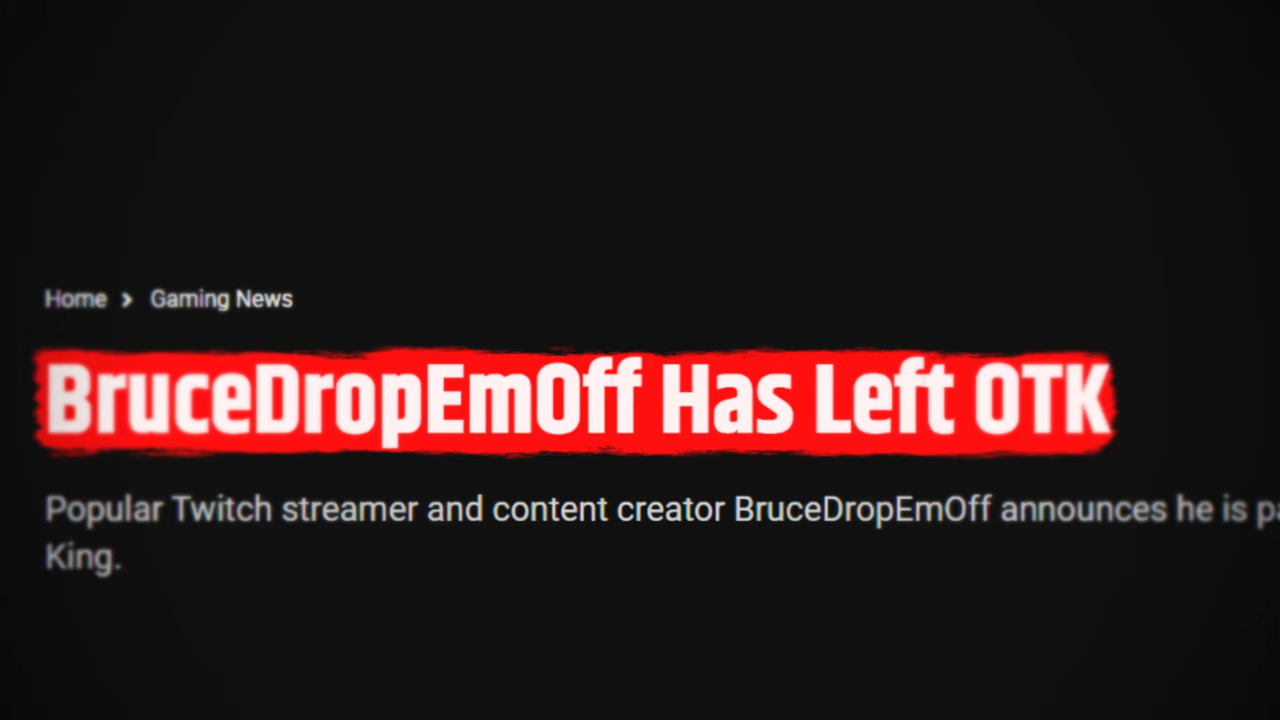 Home > Gaming News
BruceDropEmOff Has Left OTK
Popular Twitch streamer and content creator BruceDropEmOff announces he is
King.